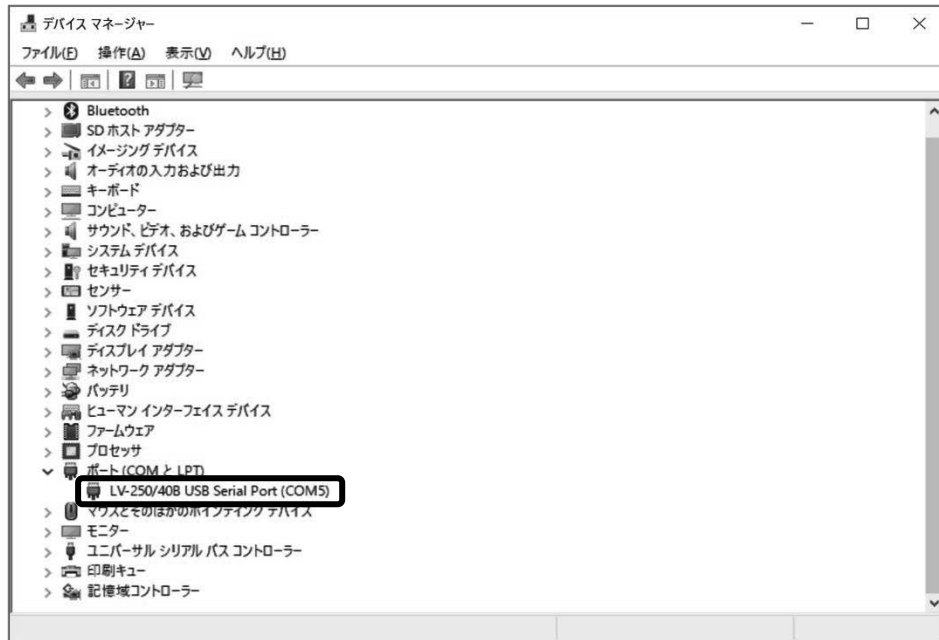 デバイス マネージャー
ファイル(F) 操作(A) 表示(V) ヘルプ(H)
Bluetooth
SD ホスト アダプター
イメージング デバイス
オーディオの入力および出力
キーボード
コンピューター
サウンド、ビデオ、およびゲーム コントローラー
システム デバイス
セキュリティ デバイス
センサー
ソフトウェア デバイス
ディスク ドライブ
ディスプレイ アダプター
ネットワーク アダプター
バッテリ
ヒューマン インターフェイス デバイス
ファームウェア
プロセッサ
ポート (COM と LPT)
LV-250/40B USB Serial Port (COM5)
マウスとそのほかのポインティング デバイス
モニター
ユニバーサル シリアル バス コントローラー
印刷キュー
記憶域コントローラー